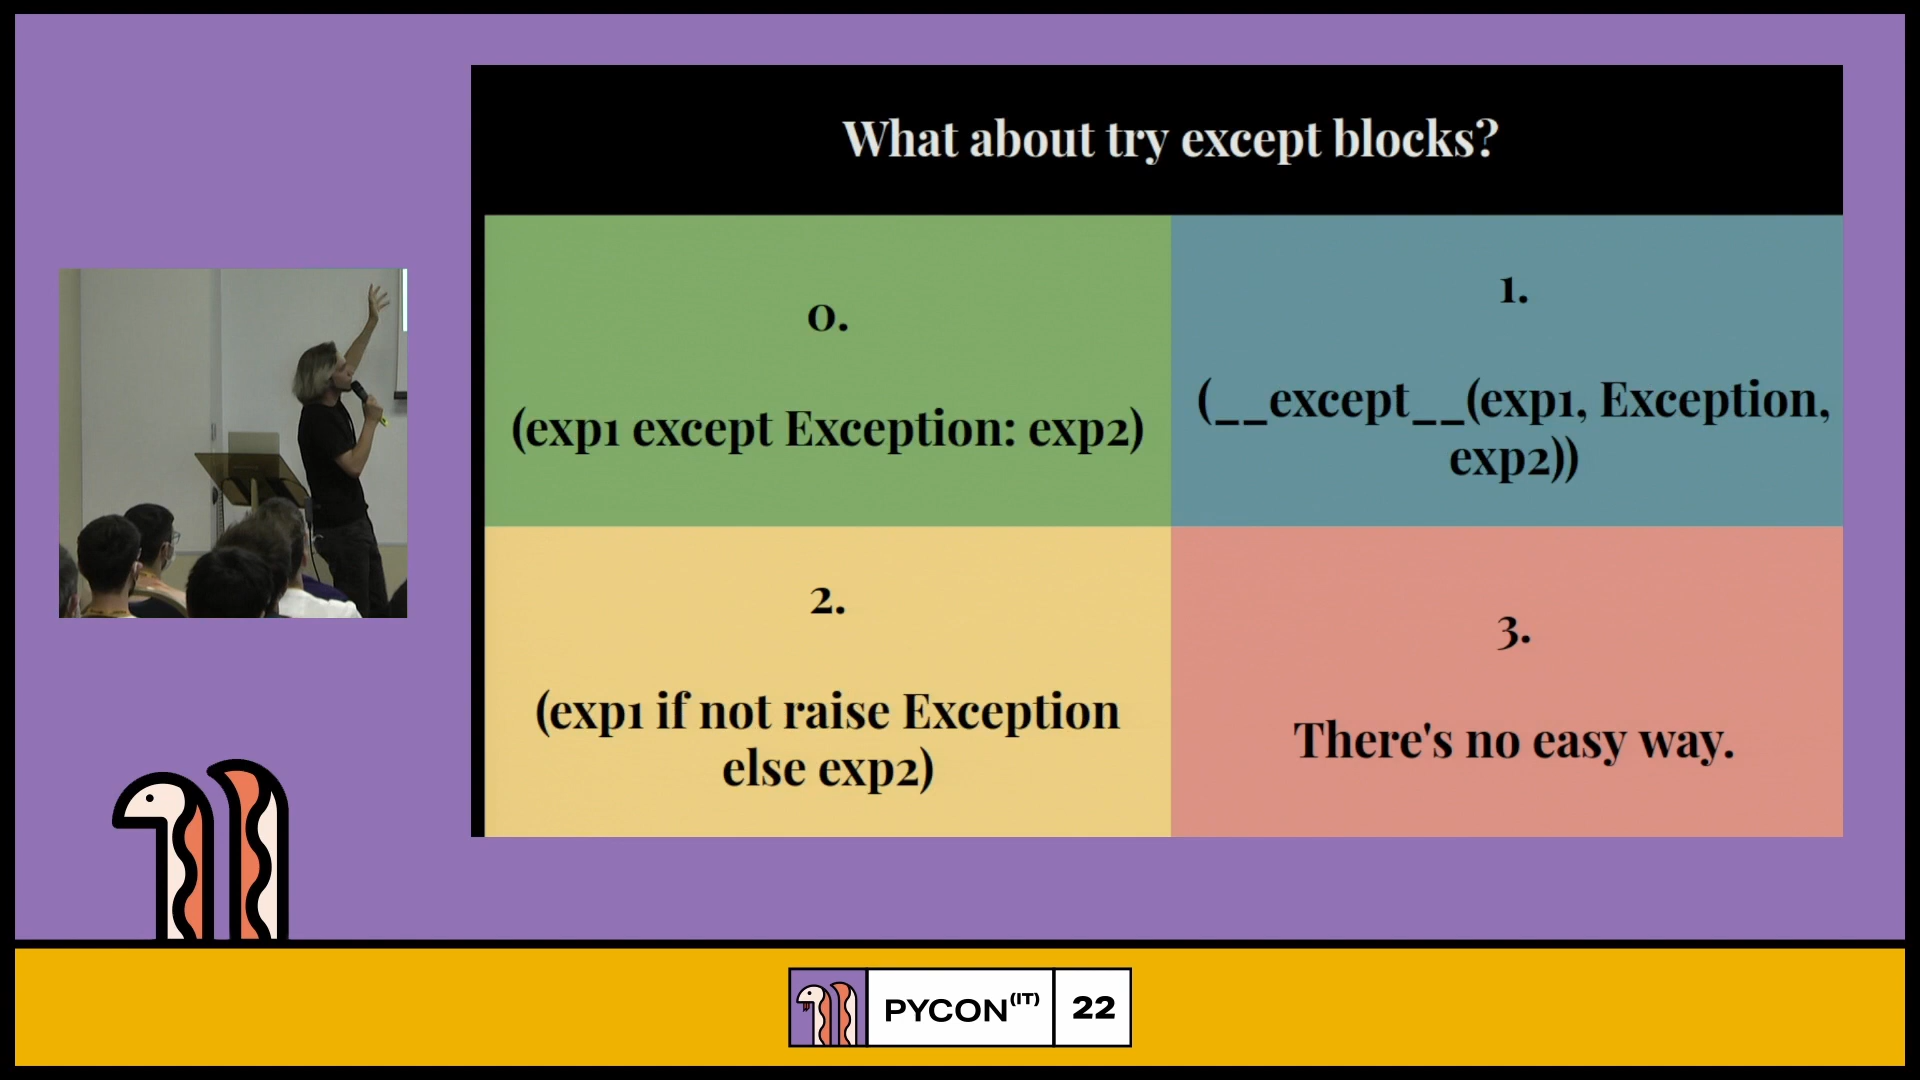 What about try except blocks?
0.
(exp1 except Exception: exp2)
1.
(__except__(exp1, Exception,
exp2))
2.
(exp1 if not raise Exception
else exp2)
3.
There's no easy way.
PYCON(IT) 22